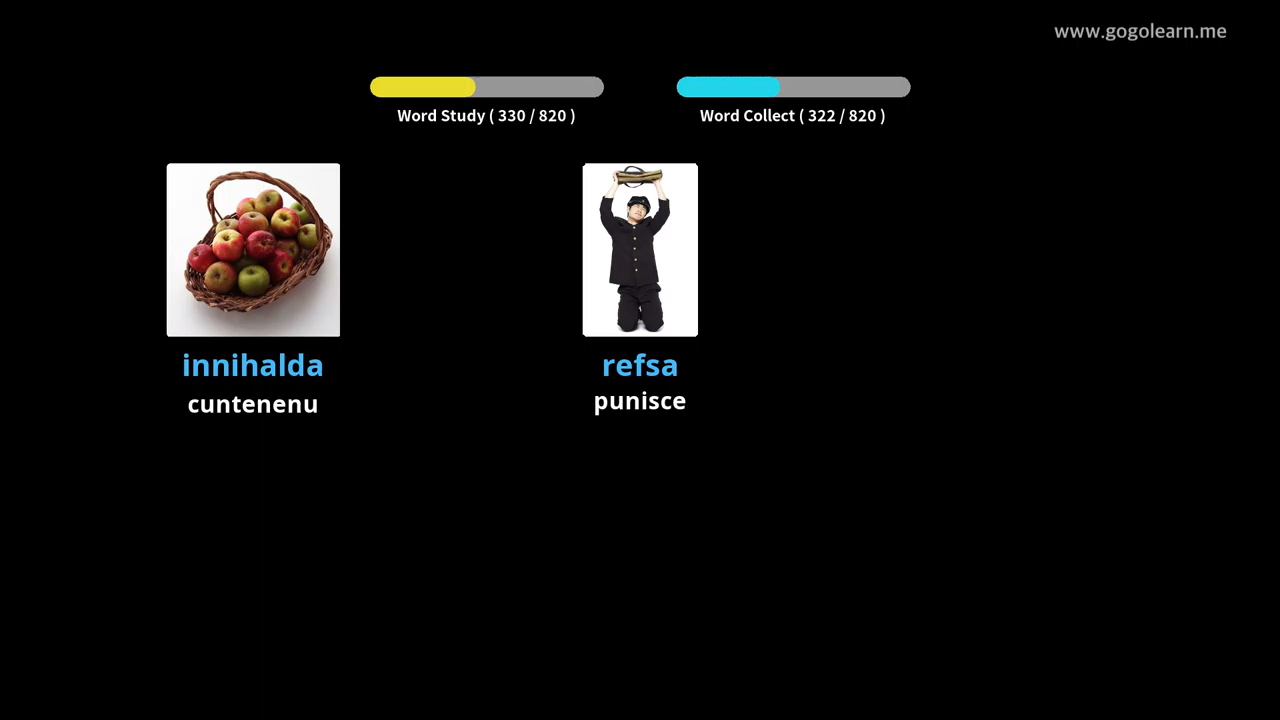 www.gogolearn.me
Word Study ( 330 / 820 )
Word Collect ( 322 / 820 )
innihalda
cuntenenu
refsa
punisce